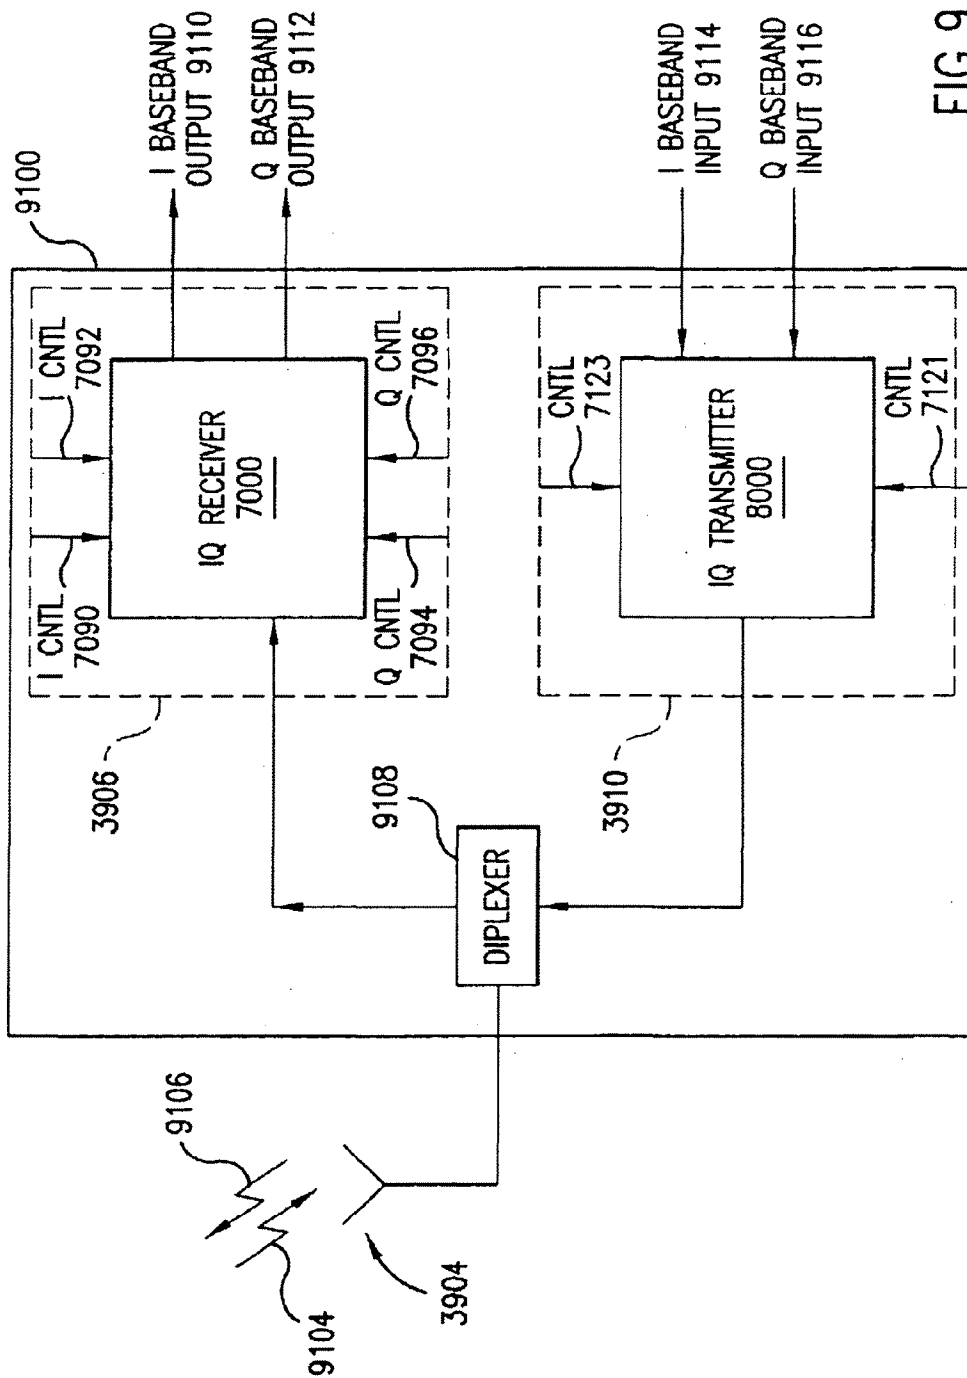 9100
I BASEBAND
OUTPUT 9110
Q BASEBAND
OUTPUT 9112
I CNTL
7090
I CNTL
7092
IQ RECEIVER
7000
Q CNTL
7094
Q CNTL
7096
3906
9108
DIPLEXER
9106
9104
3904
I BASEBAND
INPUT 9114
Q BASEBAND
INPUT 9116
CNTL
7123
IQ TRANSMITTER
8000
CNTL
7121
3910
FIG.9